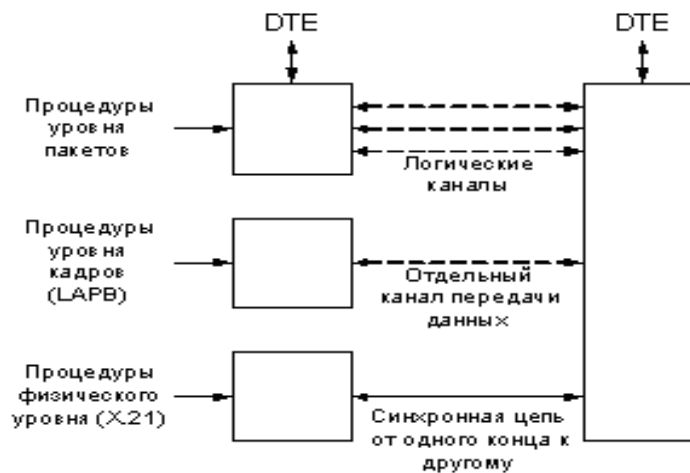 DTE
DTE
Процедуры
уровня
пакетов
Логические
каналы
Процедуры
уровня
кадров
(LAPB)
Отдельный
канал передачи
данных
Процедуры
физического
уровня (X.21)
Синхронная цепь
от одного конца к
другому